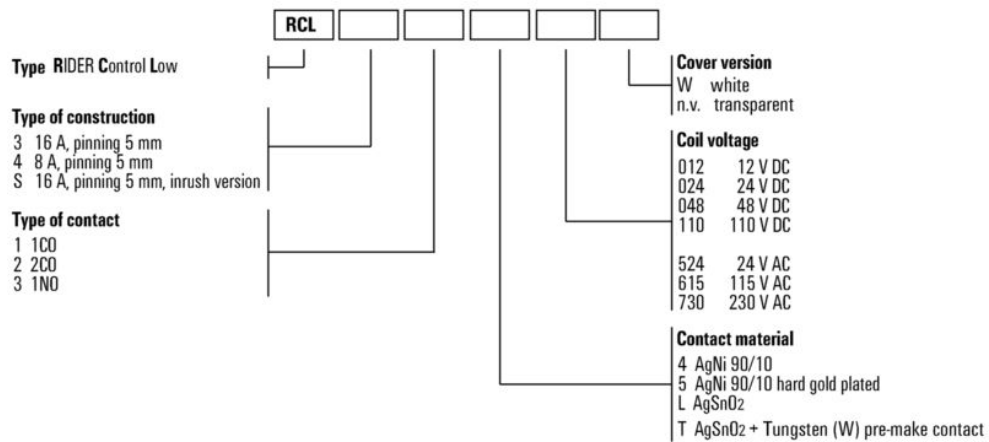 RCL
Type RIDER Control Low
Type of construction
3 16 A, pinning 5 mm
4 8 A, pinning 5 mm
S 16 A, pinning 5 mm, inrush version
Type of contact
1 1CO
2 2CO
3 1NO
Cover version
W white
n.v. transparent
Coil voltage
012 12 V DC
024 24 V DC
048 48 V DC
110 110 V DC
524 24 V AC
615 115 V AC
730 230 V AC
Contact material
4 AgNi 90/10
5 AgNi 90/10 hard gold plated
L AgSnO2
T AgSnO2 + Tungsten (W) pre-make contact